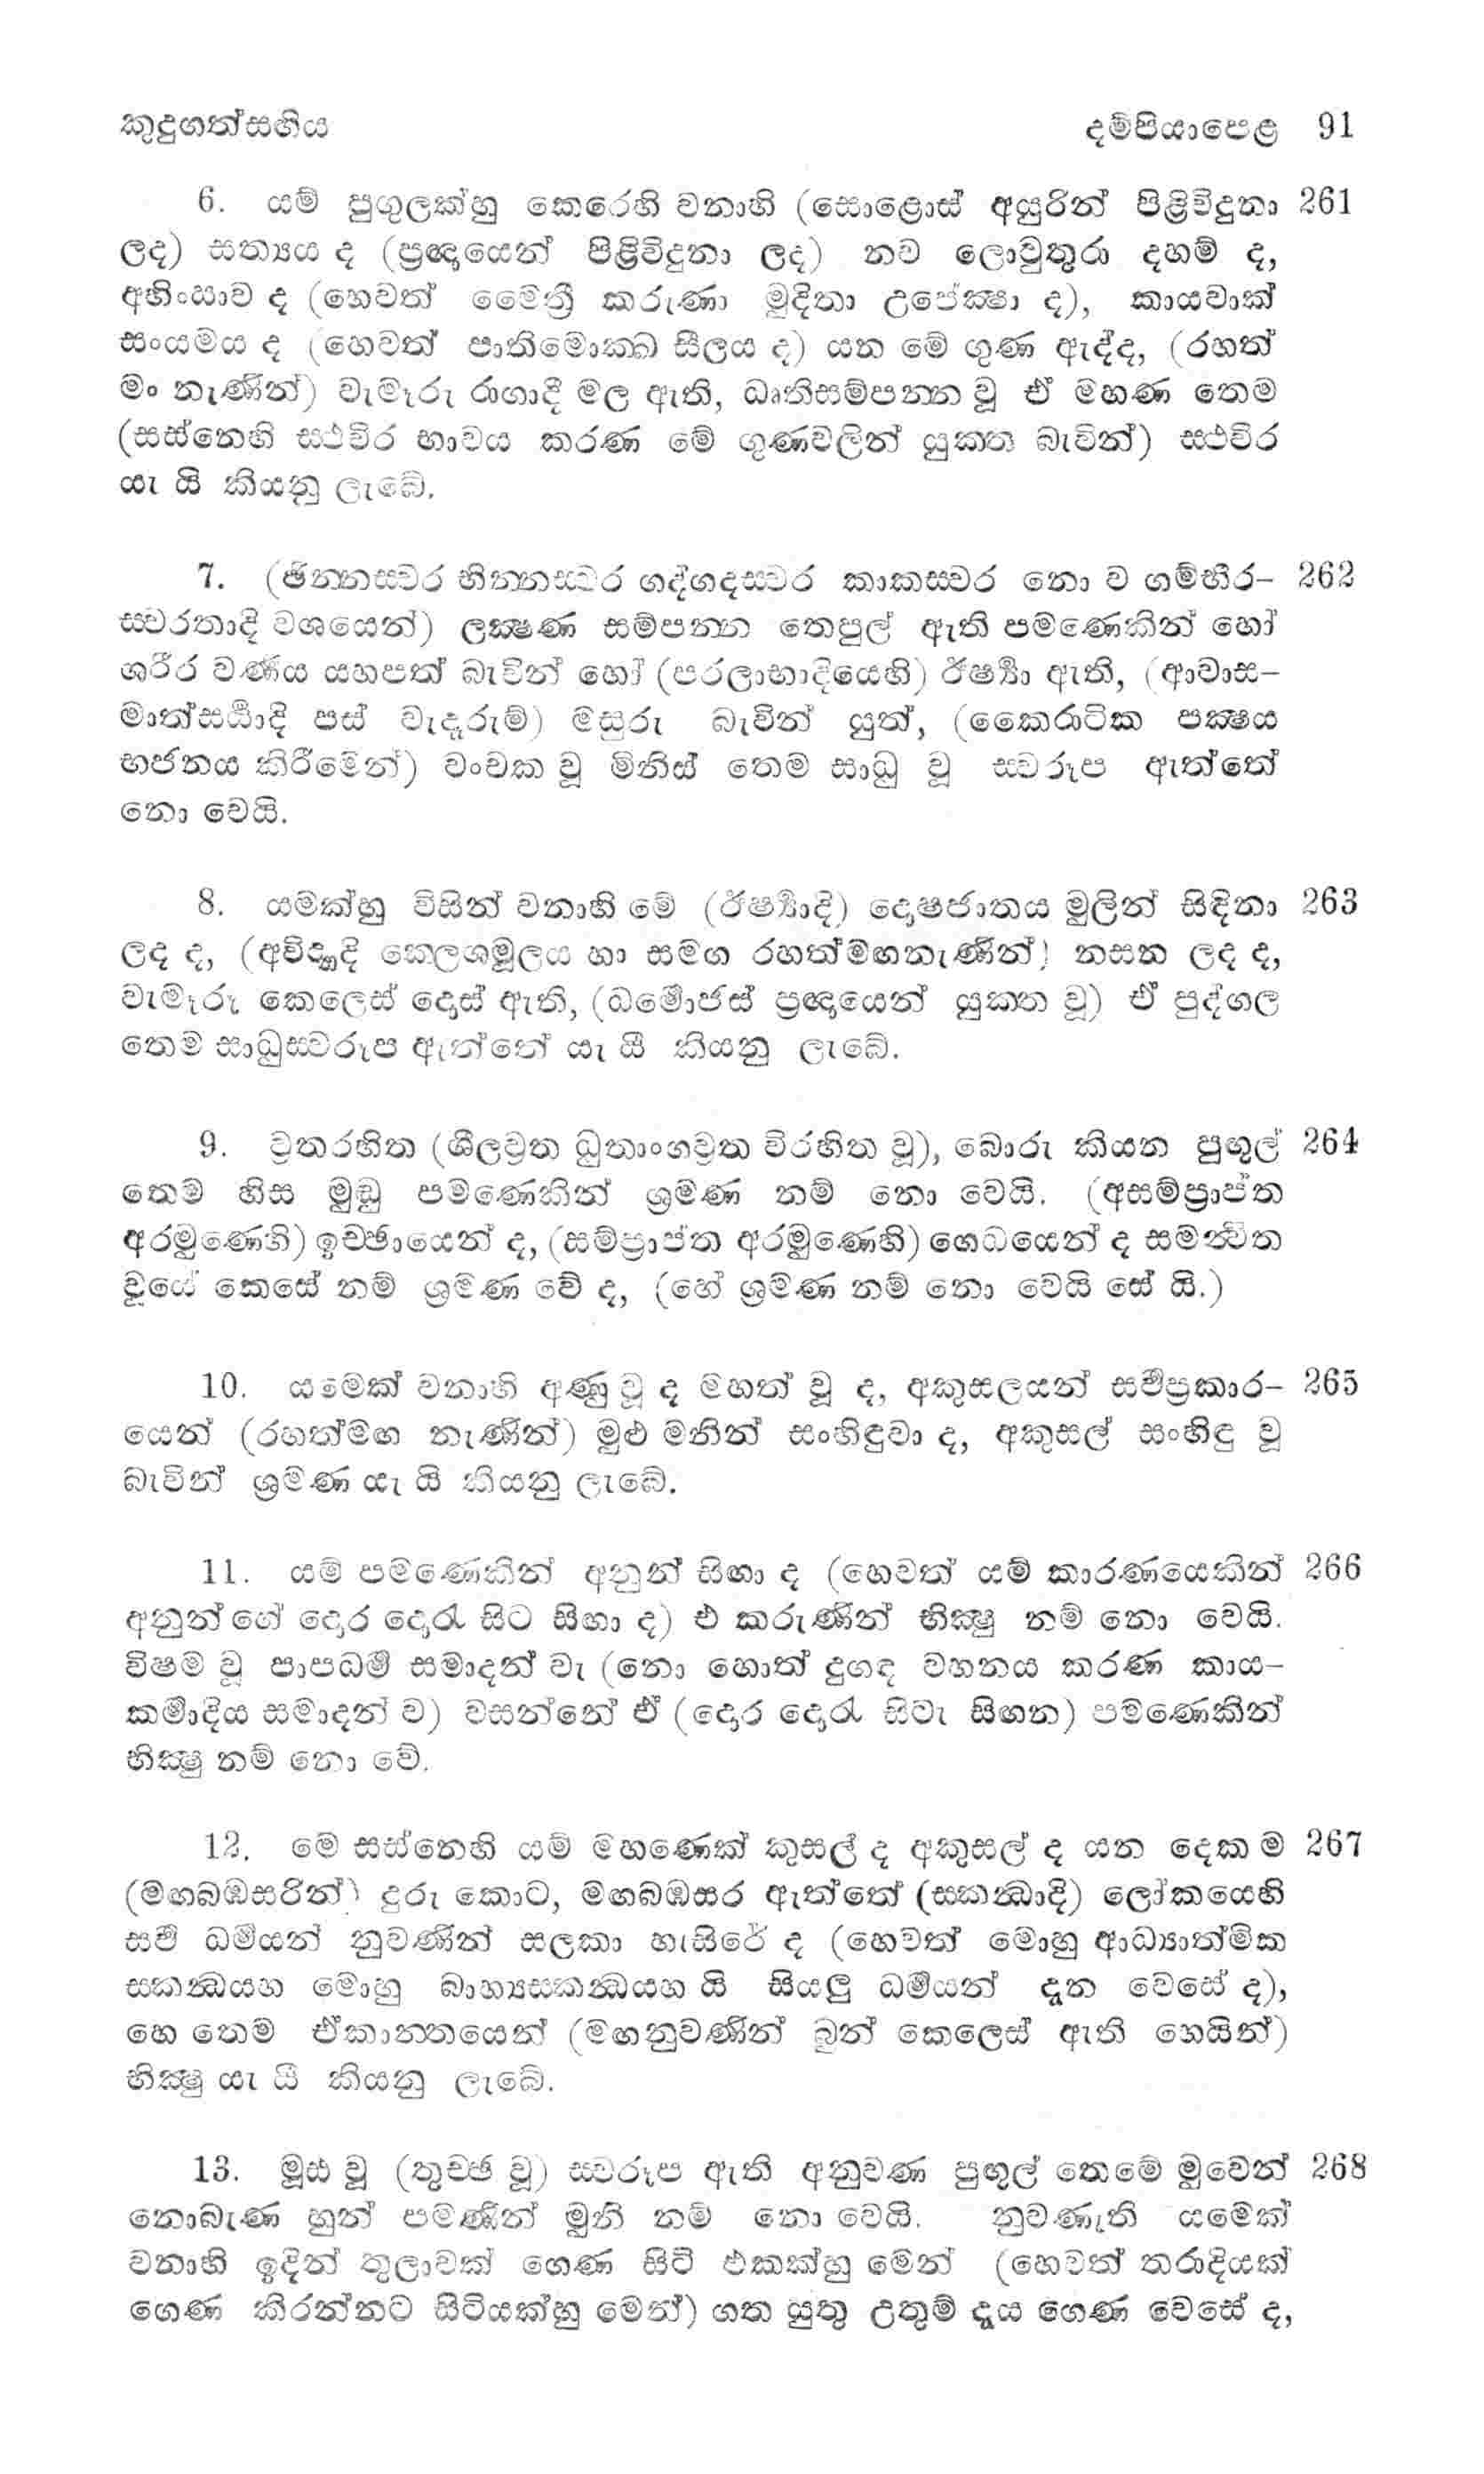 කුදුගත්සඟිය දම්පියාපෙළ 91
6. යම් පුගුලක්හු කෙරෙහි වනාහි (සොළොස් අයුරින් පිළිවිදුනා 261
ලද) සත්‍යය ද (ප්‍රඥායෙන් පිළිවිදුනා ලද) නව ලොවුතුරා දහම් ද,
අහිංසාව ද (හෙවත් මෛත්‍රී කරුණා මුදිතා උපේක්‍ෂා ද), කායවාක්
සංයමය ද (හෙවත් පාතිමොක්ඛ සීලය ද) යන මේ ගුණ ඇද්ද, (රහත්
මං නැණින්) වැමෑරු රාගාදී මල ඇති, ධෘතිසම්පන්න වූ ඒ මහණ තෙම
(සස්නෙහි ස්ථවිර භාවය කරණ මේ ගුණවලින් යුක්ත බැවින්) ස්ථවිර
යැ යි කියනු ලැබේ.
7. (ඡින්නස්වර භින්නස්වර ගද්ගදස්වර කාකස්වර නො ව ගම්භීර- 262
ස්වරතාදි වශයෙන්) ලක්‍ෂණ සම්පන්න තෙපුල් ඇති පමණෙකින් හෝ
ශරීර වර්‍ණය යහපත් බැවින් හෝ (පරලාභාදියෙහි) ඊර්‍ෂ්‍යා ඇති, (ආවාස-
මාත්සර්‍ය්‍යාදි පස් වැදෑරුම්) මසුරු බැවින් යුත්, (කෛරාටික පක්‍ෂය
භජනය කිරීමෙන්) වංචක වූ මිනිස් තෙම සාධු වූ ස්වරූප ඇත්තේ
නො වෙයි.
8. යමක්හු විසින් වනාහි මේ (ඊර්‍ෂ්‍යාදි) දොෂජාතය මුලින් සිඳිනා 263
ලද ද, (අවිද්‍යාදි කෙලශමූලය හා සමග රහත්මඟනැණින්) නසන ලද ද,
වැමෑරූ කෙලෙස් දොස් ඇති, (ධර්‍මෝජස් ප්‍රඥායෙන් යුක්ත වූ) ඒ පුද්ගල
තෙම සාධුස්වරූප ඇත්තේ යැ යි කියනු ලැබේ.
9. ව්‍රතරහිත (ශීලව්‍රත ධුතාංගව්‍රත විරහිත වූ), බොරු කියන පුඟුල් 264
තෙම හිස මුඩු පමණෙකින් ශ්‍රමණ නම් නො වෙයි. (අසම්ප්‍රාප්ත
අරමුණෙහි) ඉච්ඡායෙන් ද, (සම්ප්‍රාප්ත අරමුණෙහි) ගෙධයෙන් ද සමන්විත
වූයේ කෙසේ නම් ශ්‍රමණ වේ ද, (හේ ශ්‍රමණ නම් නො වෙයි සේ යි.)
10. යමෙක් වනාහි අණු වූ ද මහත් වූ ද, අකුසලයන් සර්‍වප්‍රකාර- 265
යෙන් (රහත්මඟ නැණින්) මුළු මනින් සංහිඳුවා ද, අකුසල් සංහිඳු වූ
බැවින් ශ්‍රමණ යැ යි කියනු ලැබේ.
11. යම් පමණෙකින් අනුන් සිඟා ද (හෙවත් යම් කාරණයෙකින් 266
අනුන් ගේ දොර දොරැ සිට සිඟා ද) එ කරුණින් භික්‍ෂු නම් නො වෙයි.
විෂම වූ පාපධර්‍ම සමාදන් වැ (නො හොත් දුගඳ වහනය කරණ කාය-
කර්‍මාදිය සමාදන් ව) වසන්නේ ඒ (දොර දොරැ සිටැ සිඟන) පමණෙකින්
භික්‍ෂු නම් නො වේ.
12. මේ සස්නෙහි යම් මහණෙක් කුසල් ද අකුසල් ද යන දෙක ම 267
(මඟබඹසරින්) දුරු කොට, මඟබඹසර ඇත්තේ (ස්කන්ධාදි) ලෝකයෙහි
සර්‍ව ධර්‍මයන් නුවණින් සලකා හැසිරේ ද (හෙවත් මොහු ආධ්‍යාත්මික
ස්කන්ධයහ මොහු බාහ්‍යස්කන්ධයහ යි සියලු ධර්‍මයන් දැන වෙසේ ද),
හෙ තෙම ඒකාන්තයෙන් (මඟනුවණින් බුන් කෙලෙස් ඇති හෙයින්)
භික්‍ෂු යැ යි කියනු ලැබේ.
13. මූඪ වූ (තුච්ඡ වූ) ස්වරූප ඇති අනුවණ පුඟුල් තෙමේ මුවෙන් 268
නොබැණ හුන් පමණින් මුනි නම් නො වෙයි. නුවණැති යමෙක්
වනාහි ඉදින් තුලාවක් ගෙණ සිටි එකක්හු මෙන් (හෙවත් තරාදියක්
ගෙණ කිරන්නට සිටියක්හු මෙන්) ගත යුතු උතුම් දැය ගෙණ වෙසේ ද,